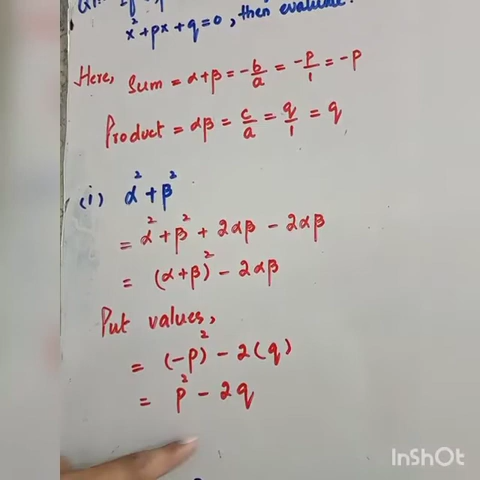 x² + px + q = 0, then evaluate:
Here, Sum = α+β = -b/a = -p/1 = -p
Product = αβ = c/a = q/1 = q
(i) α² + β²
= α² + β² + 2αβ - 2αβ
= (α+β)² - 2αβ
Put values,
= (-p)² - 2(q)
= p² - 2q
InShOt